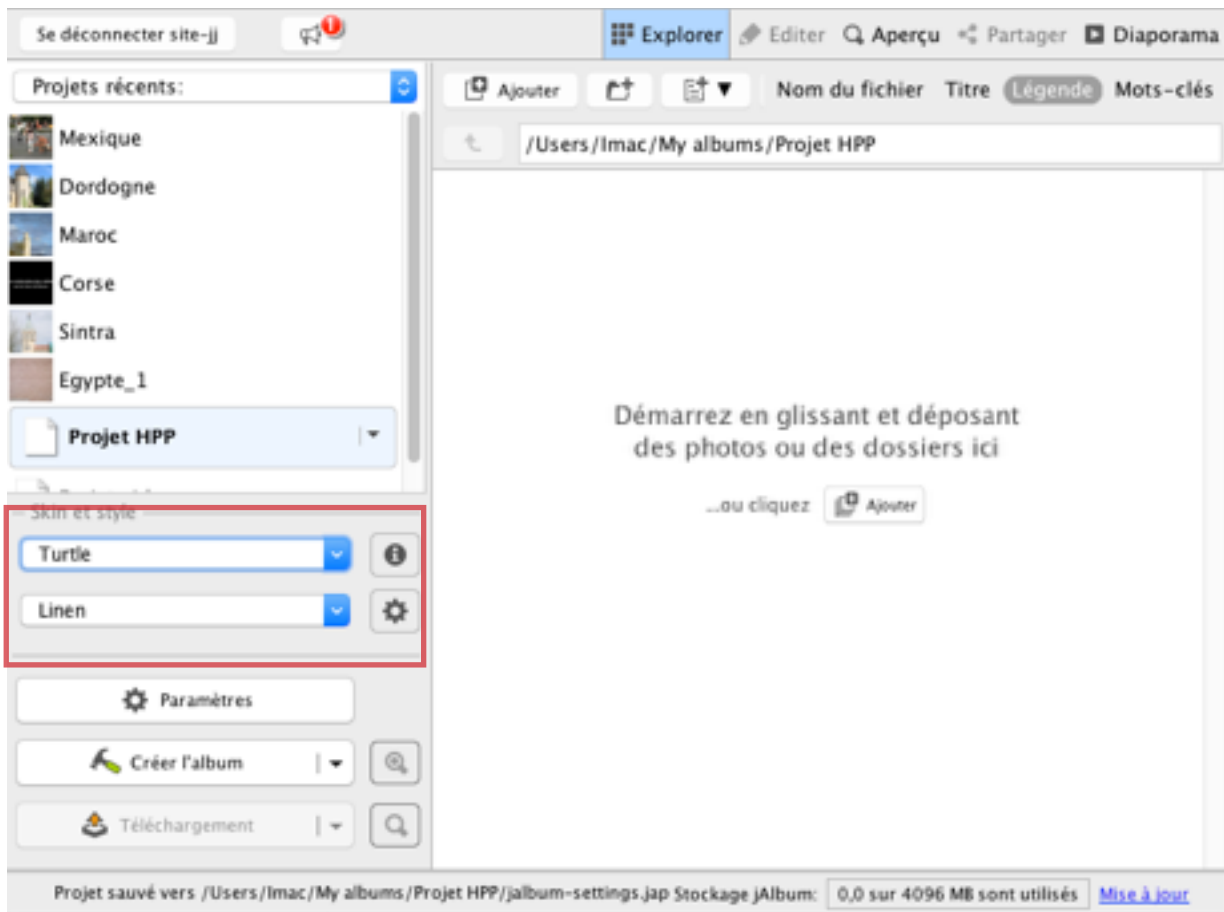 Se déconnecter site-jj
Explorer Editer Aperçu Partager Diaporama
Projets récents:
Mexique
Dordogne
Maroc
Corse
Sintra
Egypte_1
Projet HPP
Skin et style
Turtle
Linen
Paramètres
Créer l'album
Téléchargement
Ajouter Nom du fichier Titre Légende Mots-clés
/Users/Imac/My albums/Projet HPP
Démarrez en glissant et déposant
des photos ou des dossiers ici
...ou cliquez Ajouter
Projet sauvé vers /Users/Imac/My albums/Projet HPP/jalbum-settings.jap Stockage jAlbum: 0,0 sur 4096 MB sont utilisés Mise à jour